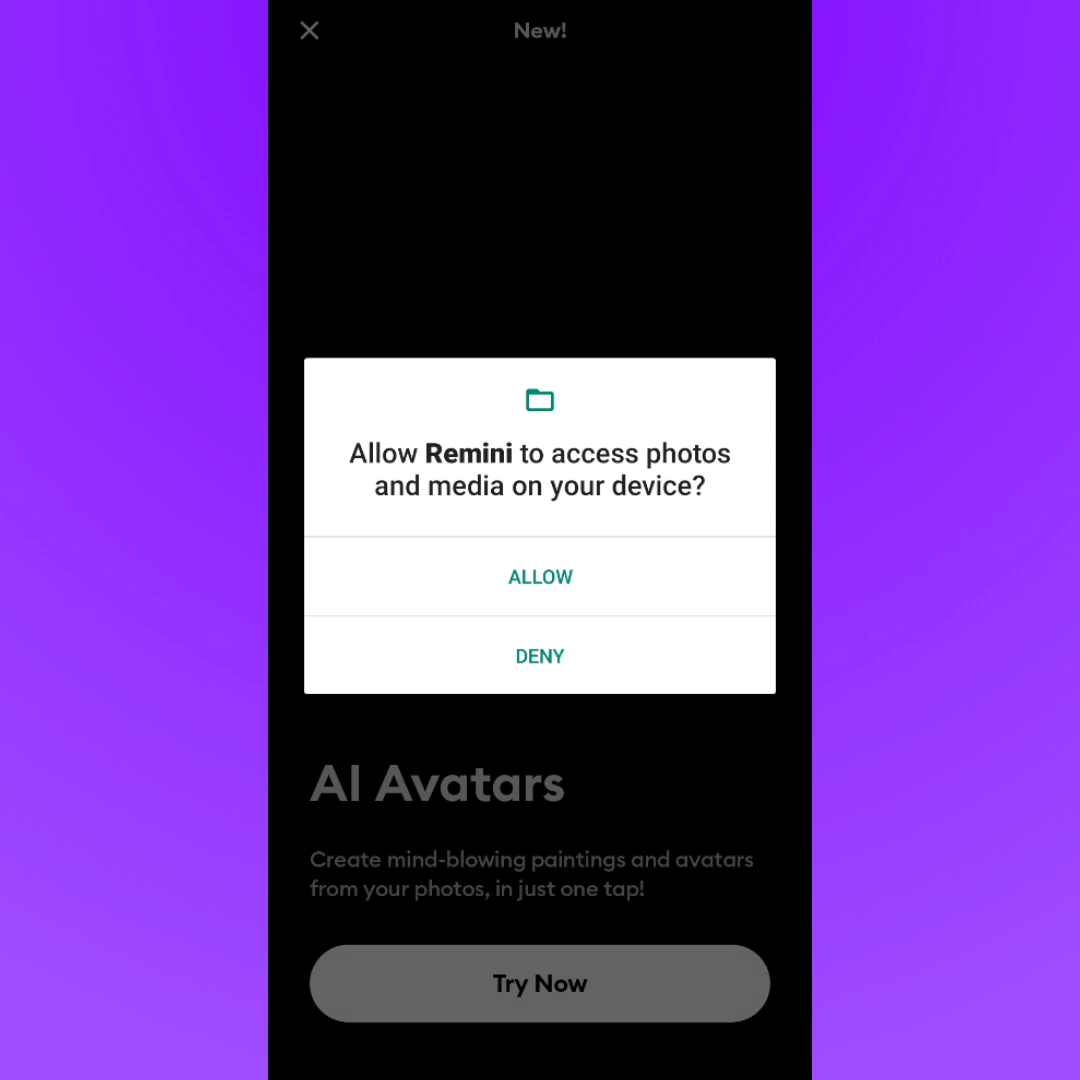 New!
Allow Remini to access photos
and media on your device?
ALLOW
DENY
AI Avatars
Create mind-blowing paintings and avatars
from your photos, in just one tap!
Try Now